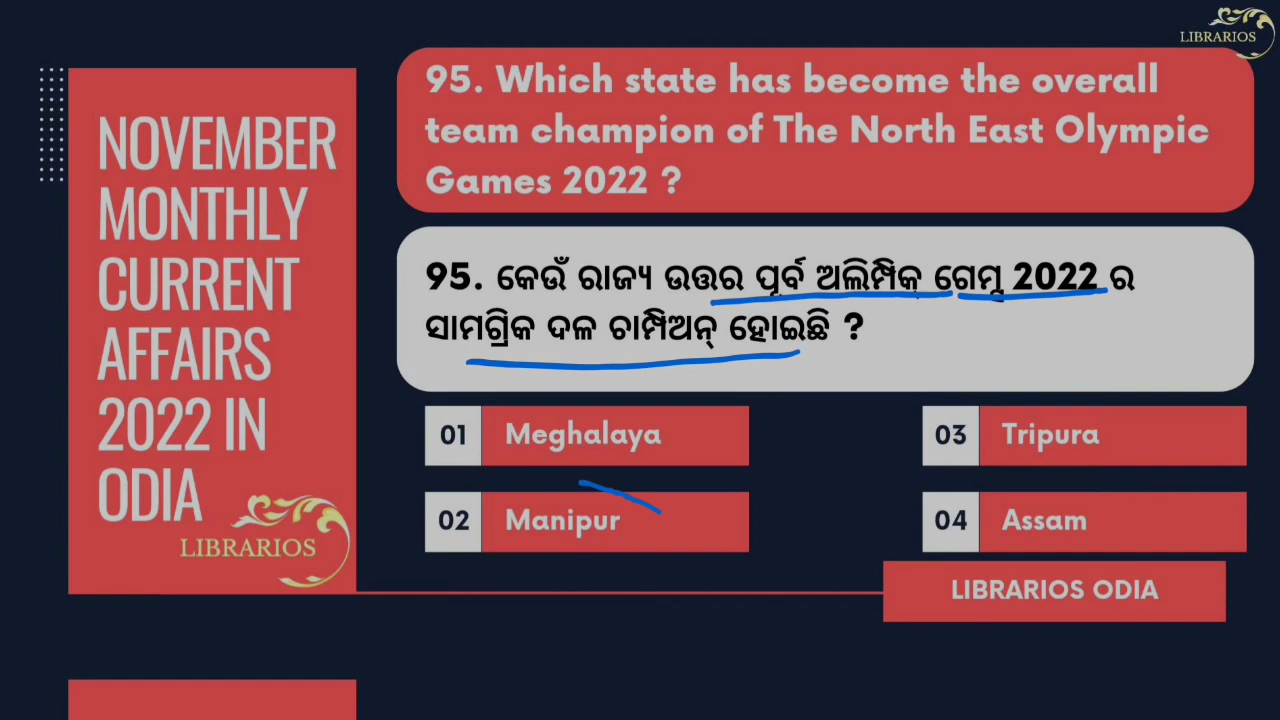 LIBRARIOS
NOVEMBER
MONTHLY
CURRENT
AFFAIRS
2022 IN
ODIA
LIBRARIOS
95. Which state has become the overall
team champion of The North East Olympic
Games 2022 ?
95. କେଉଁ ରାଜ୍ୟ ଉତ୍ତର ପୂର୍ବ ଅଲିମ୍ପିକ୍ ଗେମ୍ସ 2022 ର
ସାମଗ୍ରିକ ଦଳ ଚାମ୍ପିଅନ୍ ହୋଇଛି ?
01 Meghalaya
02 Manipur
03 Tripura
04 Assam
LIBRARIOS ODIA